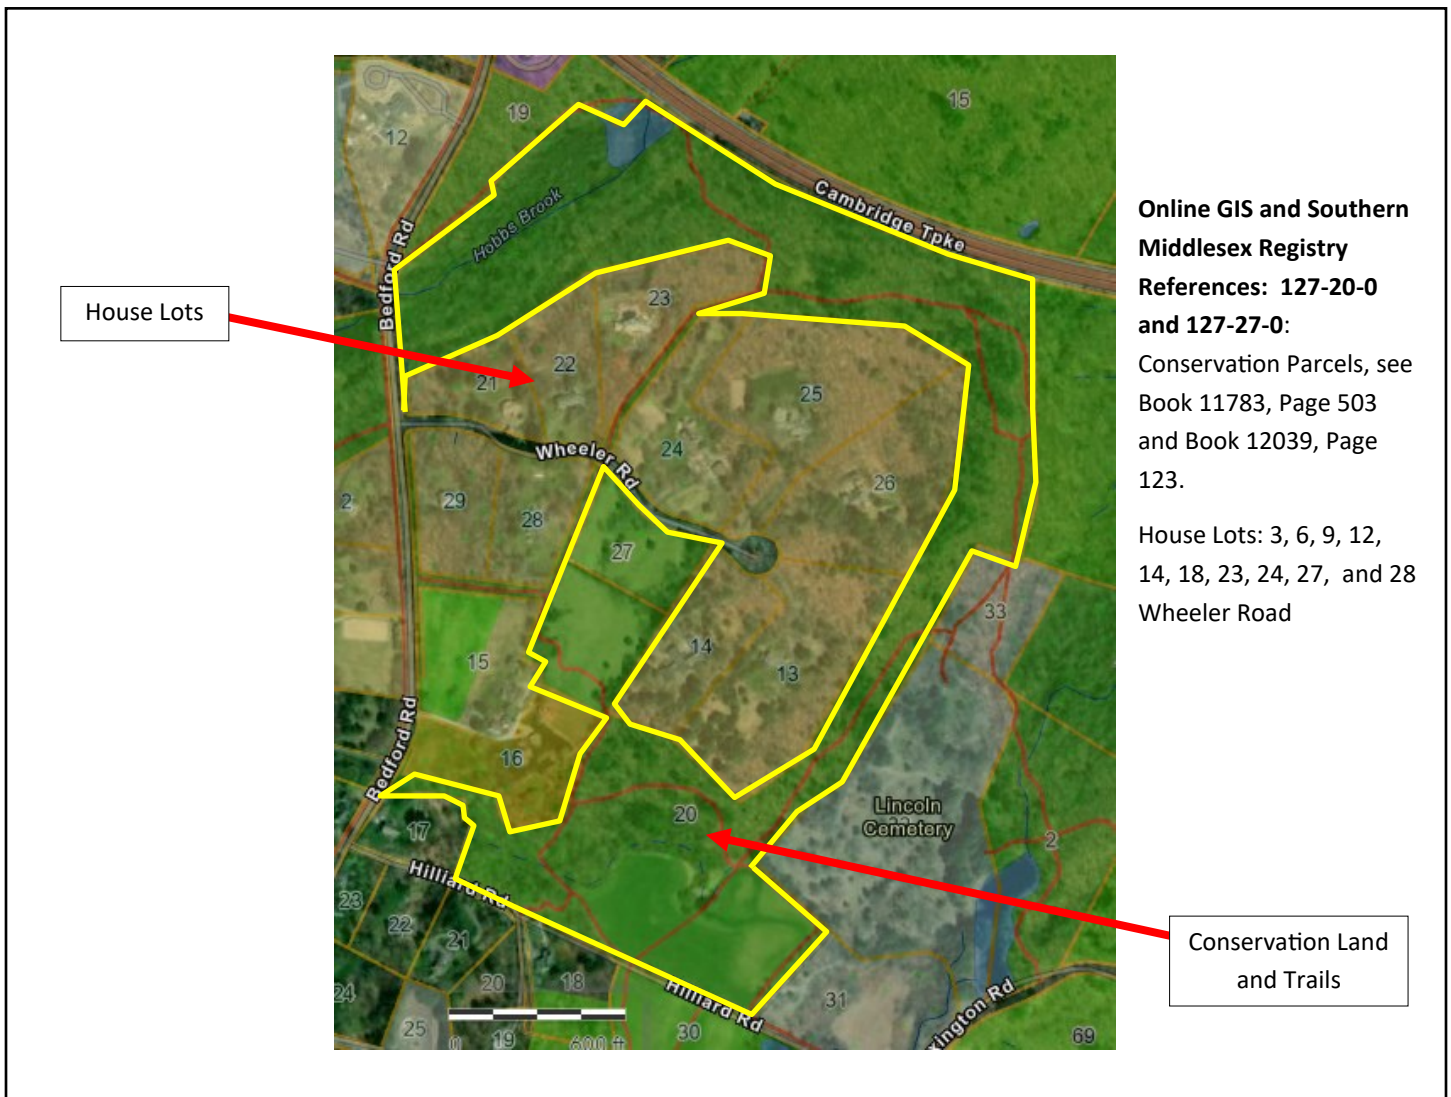 House Lots
Online GIS and Southern
Middlesex Registry
References: 127-20-0
and 127-27-0:
Conservation Parcels, see
Book 11783, Page 503
and Book 12039, Page
123.
House Lots: 3, 6, 9, 12,
14, 18, 23, 24, 27, and 28
Wheeler Road
Conservation Land
and Trails
15
19
12
Cambridge Tpke
Hobbs Brook
Bedford Rd
23
22
21
25
24
Wheeler Rd
26
2
29
28
27
33
14
15
13
Bedford Rd
16
Lincoln
Cemetery
20
17
2
Hilliard Rd
23
22
21
20
18
24
Hilliard Rd
31
xington Rd
25
0
19
600 ft
30
69